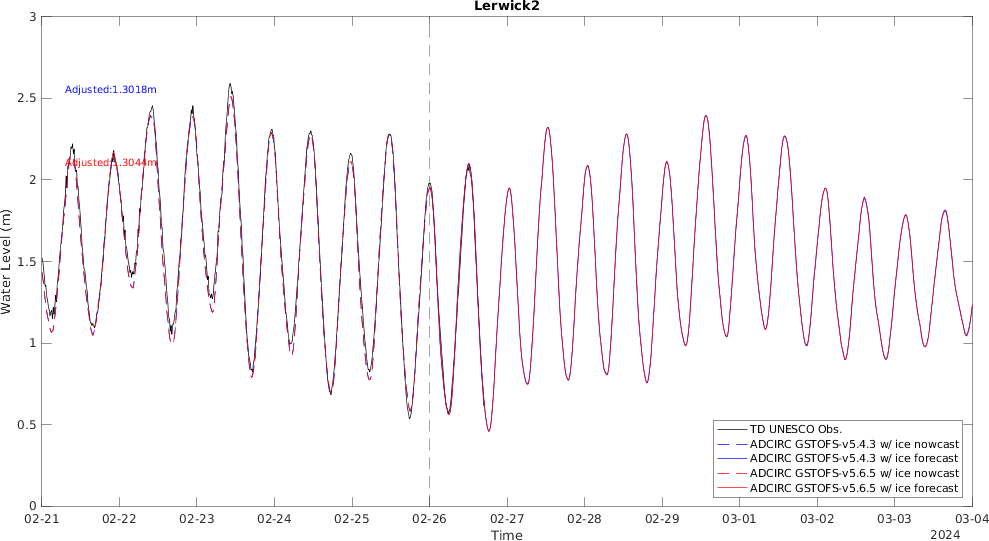 Lerwick2
3
2.5
2
1.5
1
0.5
0
Water Level (m)
Adjusted:1.3018m
Adjusted:1.3044m
TD UNESCO Obs.
ADCIRC GSTOFS-v5.4.3 w/ ice nowcast
ADCIRC GSTOFS-v5.4.3 w/ ice forecast
ADCIRC GSTOFS-v5.6.5 w/ ice nowcast
ADCIRC GSTOFS-v5.6.5 w/ ice forecast
02-21 02-22 02-23 02-24 02-25 02-26 02-27 02-28 02-29 03-01 03-02 03-03 03-04
Time
2024